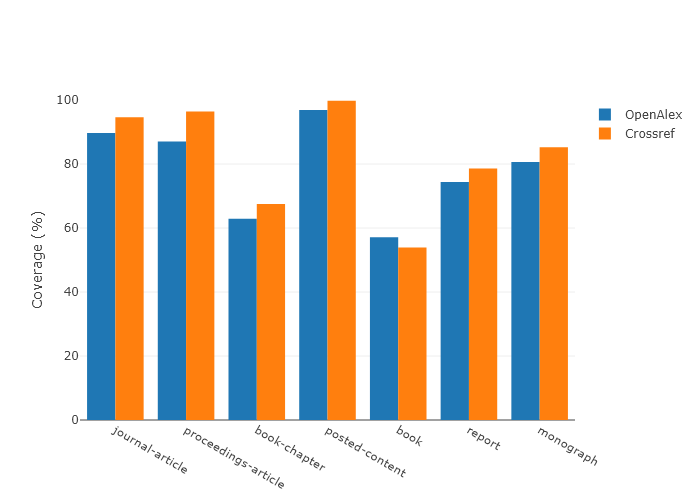 100
80
60
40
20
0
Coverage (%)
journal-article
proceedings-article
book-chapter
posted-content
book
report
monograph
OpenAlex
Crossref